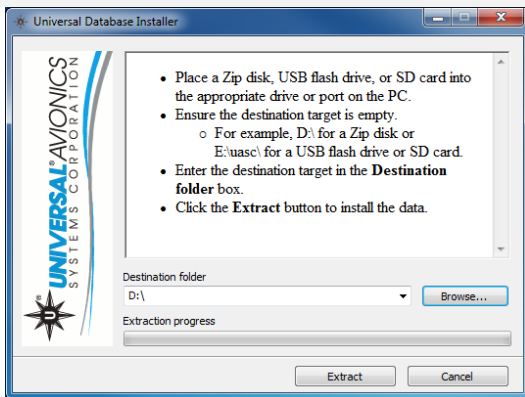 Universal Database Installer
UNIVERSAL® AVIONICS
SYSTEMS CORPORATION
• Place a Zip disk, USB flash drive, or SD card into
the appropriate drive or port on the PC.
• Ensure the destination target is empty.
○ For example, D:\ for a Zip disk or
E:\uasc\ for a USB flash drive or SD card.
• Enter the destination target in the Destination
folder box.
• Click the Extract button to install the data.
Destination folder
D:\
Browse...
Extraction progress
Extract
Cancel